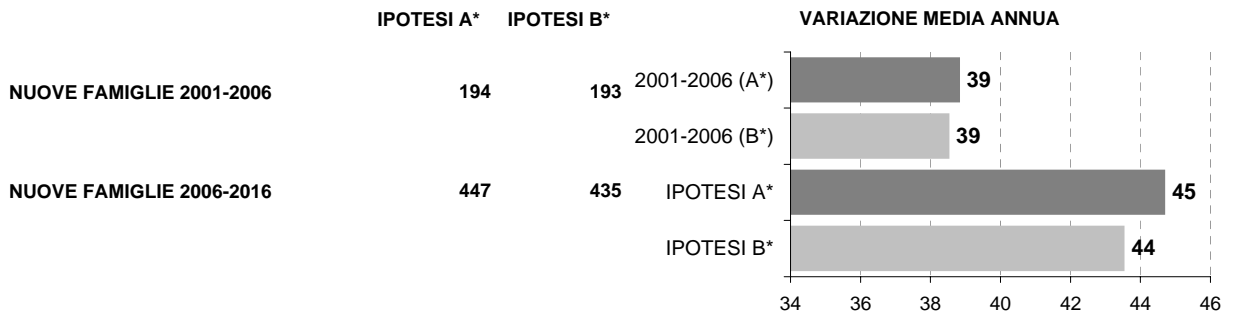 IPOTESI A* IPOTESI B* VARIAZIONE MEDIA ANNUA
NUOVE FAMIGLIE 2001-2006 194 193
NUOVE FAMIGLIE 2006-2016 447 435
2001-2006 (A*) 39
2001-2006 (B*) 39
IPOTESI A* 45
IPOTESI B* 44
34 36 38 40 42 44 46